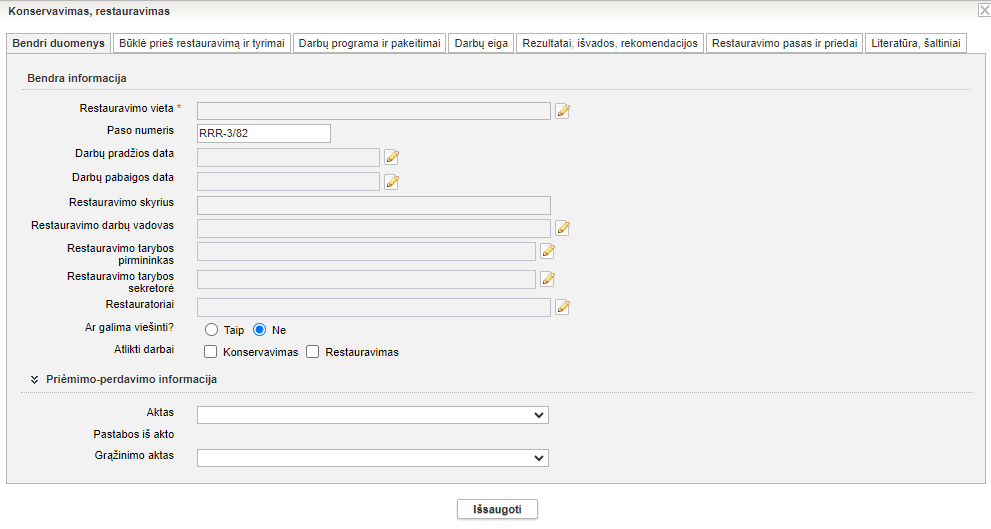 Konservavimas, restauravimas
Bendri duomenys Būklė prieš restauravimą ir tyrimai Darbų programa ir pakeitimai Darbų eiga Rezultatai, išvados, rekomendacijos Restauravimo pasas ir priedai Literatūra, šaltiniai
Bendra informacija
Restauravimo vieta *
Paso numeris RRR-3/82
Darbų pradžios data
Darbų pabaigos data
Restauravimo skyrius
Restauravimo darbų vadovas
Restauravimo tarybos
pirmininkas
Restauravimo tarybos
sekretorė
Restauratoriai
Ar galima viešinti? Taip Ne
Atlikti darbai Konservavimas Restauravimas
Priėmimo-perdavimo informacija
Aktas
Pastabos iš akto
Grąžinimo aktas
Išsaugoti